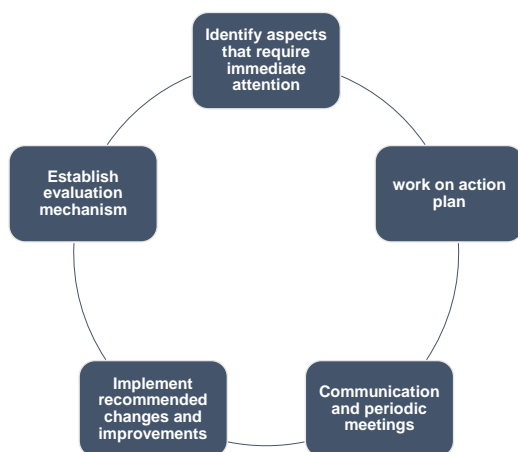 Identify aspects
that require
immediate
attention
work on action
plan
Communication
and periodic
meetings
Implement
recommended
changes and
improvements
Establish
evaluation
mechanism